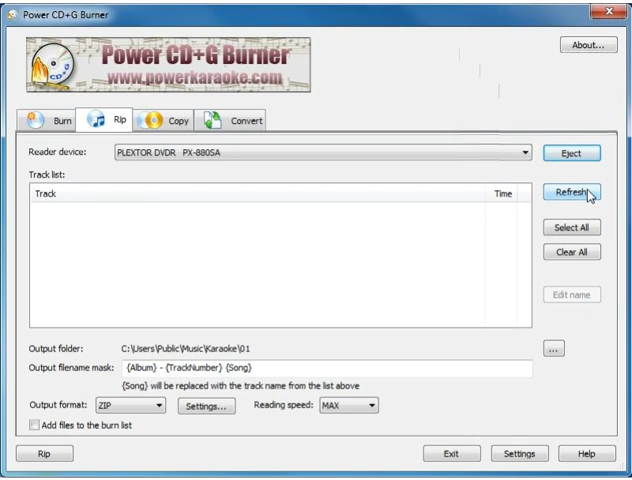 Power CD+G Burner
Power CD+G Burner
www.powerkaraoke.com
CD+G
About...
Burn Rip Copy Convert
Reader device: PLEXTOR DVDR PX-880SA Eject
Track list:
Track Time Refresh
Select All
Clear All
Edit name
Output folder: C:\Users\Public\Music\Karaoke\01 ...
Output filename mask: {Album} - {TrackNumber} {Song}
{Song} will be replaced with the track name from the list above
Output format: ZIP Settings... Reading speed: MAX
Add files to the burn list
Rip Exit Settings Help